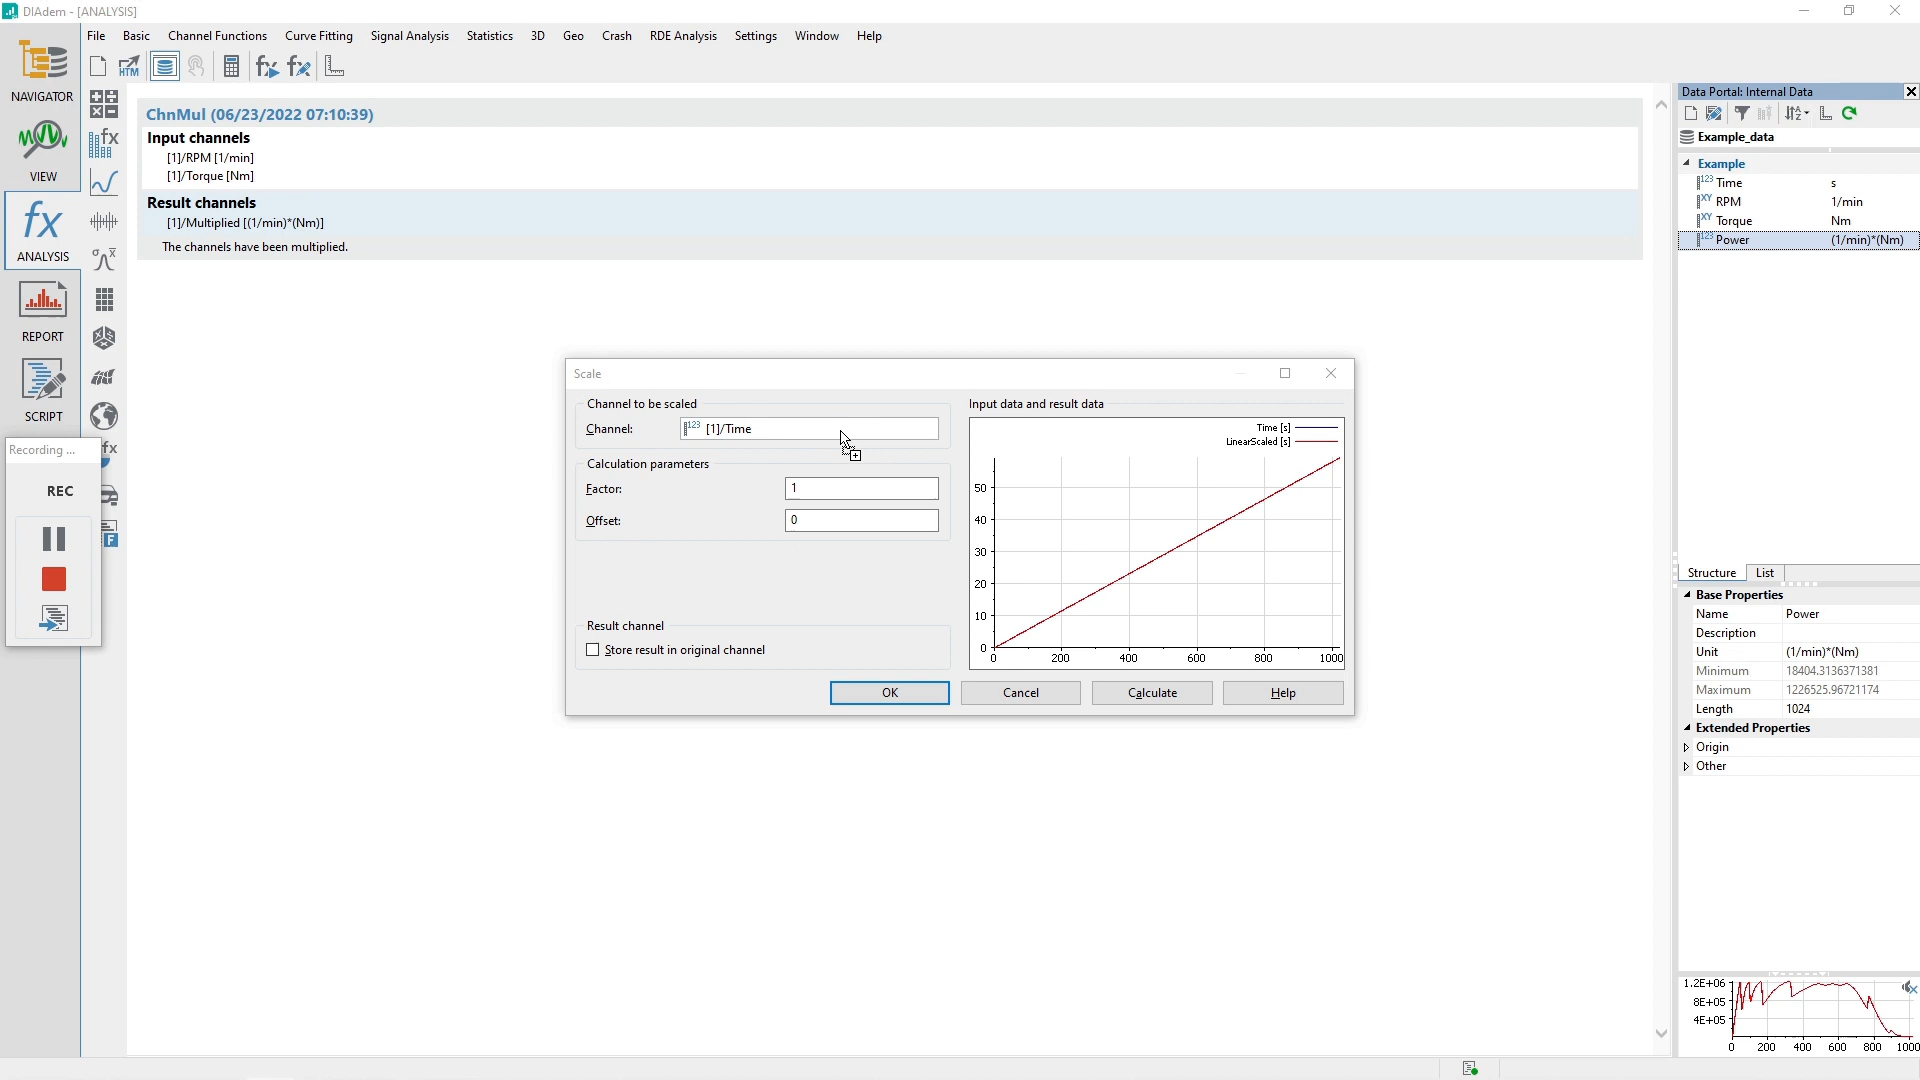 DIAdem - [ANALYSIS]
File Basic Channel Functions Curve Fitting Signal Analysis Statistics 3D Geo Crash RDE Analysis Settings Window Help
HTM
NAVIGATOR
VIEW
ANALYSIS
REPORT
SCRIPT
Recording ...
REC
ChnMul (06/23/2022 07:10:39)
Input channels
[1]/RPM [1/min]
[1]/Torque [Nm]
Result channels
[1]/Multiplied [(1/min)*(Nm)]
The channels have been multiplied.
Scale
Channel to be scaled
Channel: [1]/Time
Calculation parameters
Factor: 1
Offset: 0
Result channel
Store result in original channel
Input data and result data
Time [s]
LinearScaled [s]
50
40
30
20
10
0
0 200 400 600 800 1000
OK Cancel Calculate Help
Data Portal: Internal Data
Example_data
Example
Time s
RPM 1/min
Torque Nm
Power (1/min)*(Nm)
Structure List
Base Properties
Name Power
Description
Unit (1/min)*(Nm)
Minimum 18404.3136371381
Maximum 1226525.96721174
Length 1024
Extended Properties
Origin
Other
1.2E+06
8E+05
4E+05
0 200 400 600 800 1000